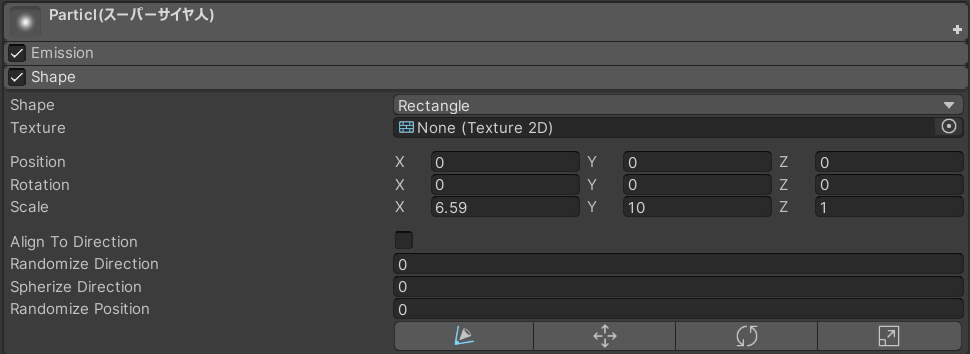 Particl(スーパーサイヤ人)
Emission
Shape
Shape Rectangle
Texture None (Texture 2D)
Position X 0 Y 0 Z 0
Rotation X 0 Y 0 Z 0
Scale X 6.59 Y 10 Z 1
Align To Direction
Randomize Direction 0
Spherize Direction 0
Randomize Position 0